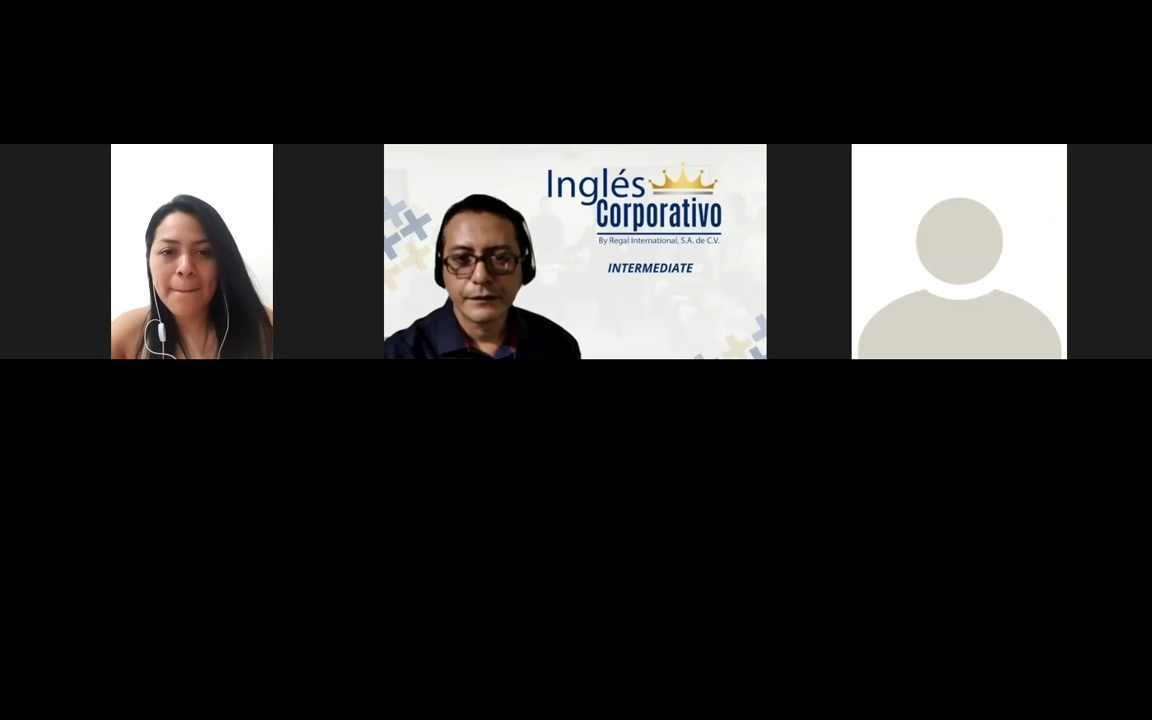 Inglés
Corporativo
By Regal International, S.A. de C.V.
INTERMEDIATE